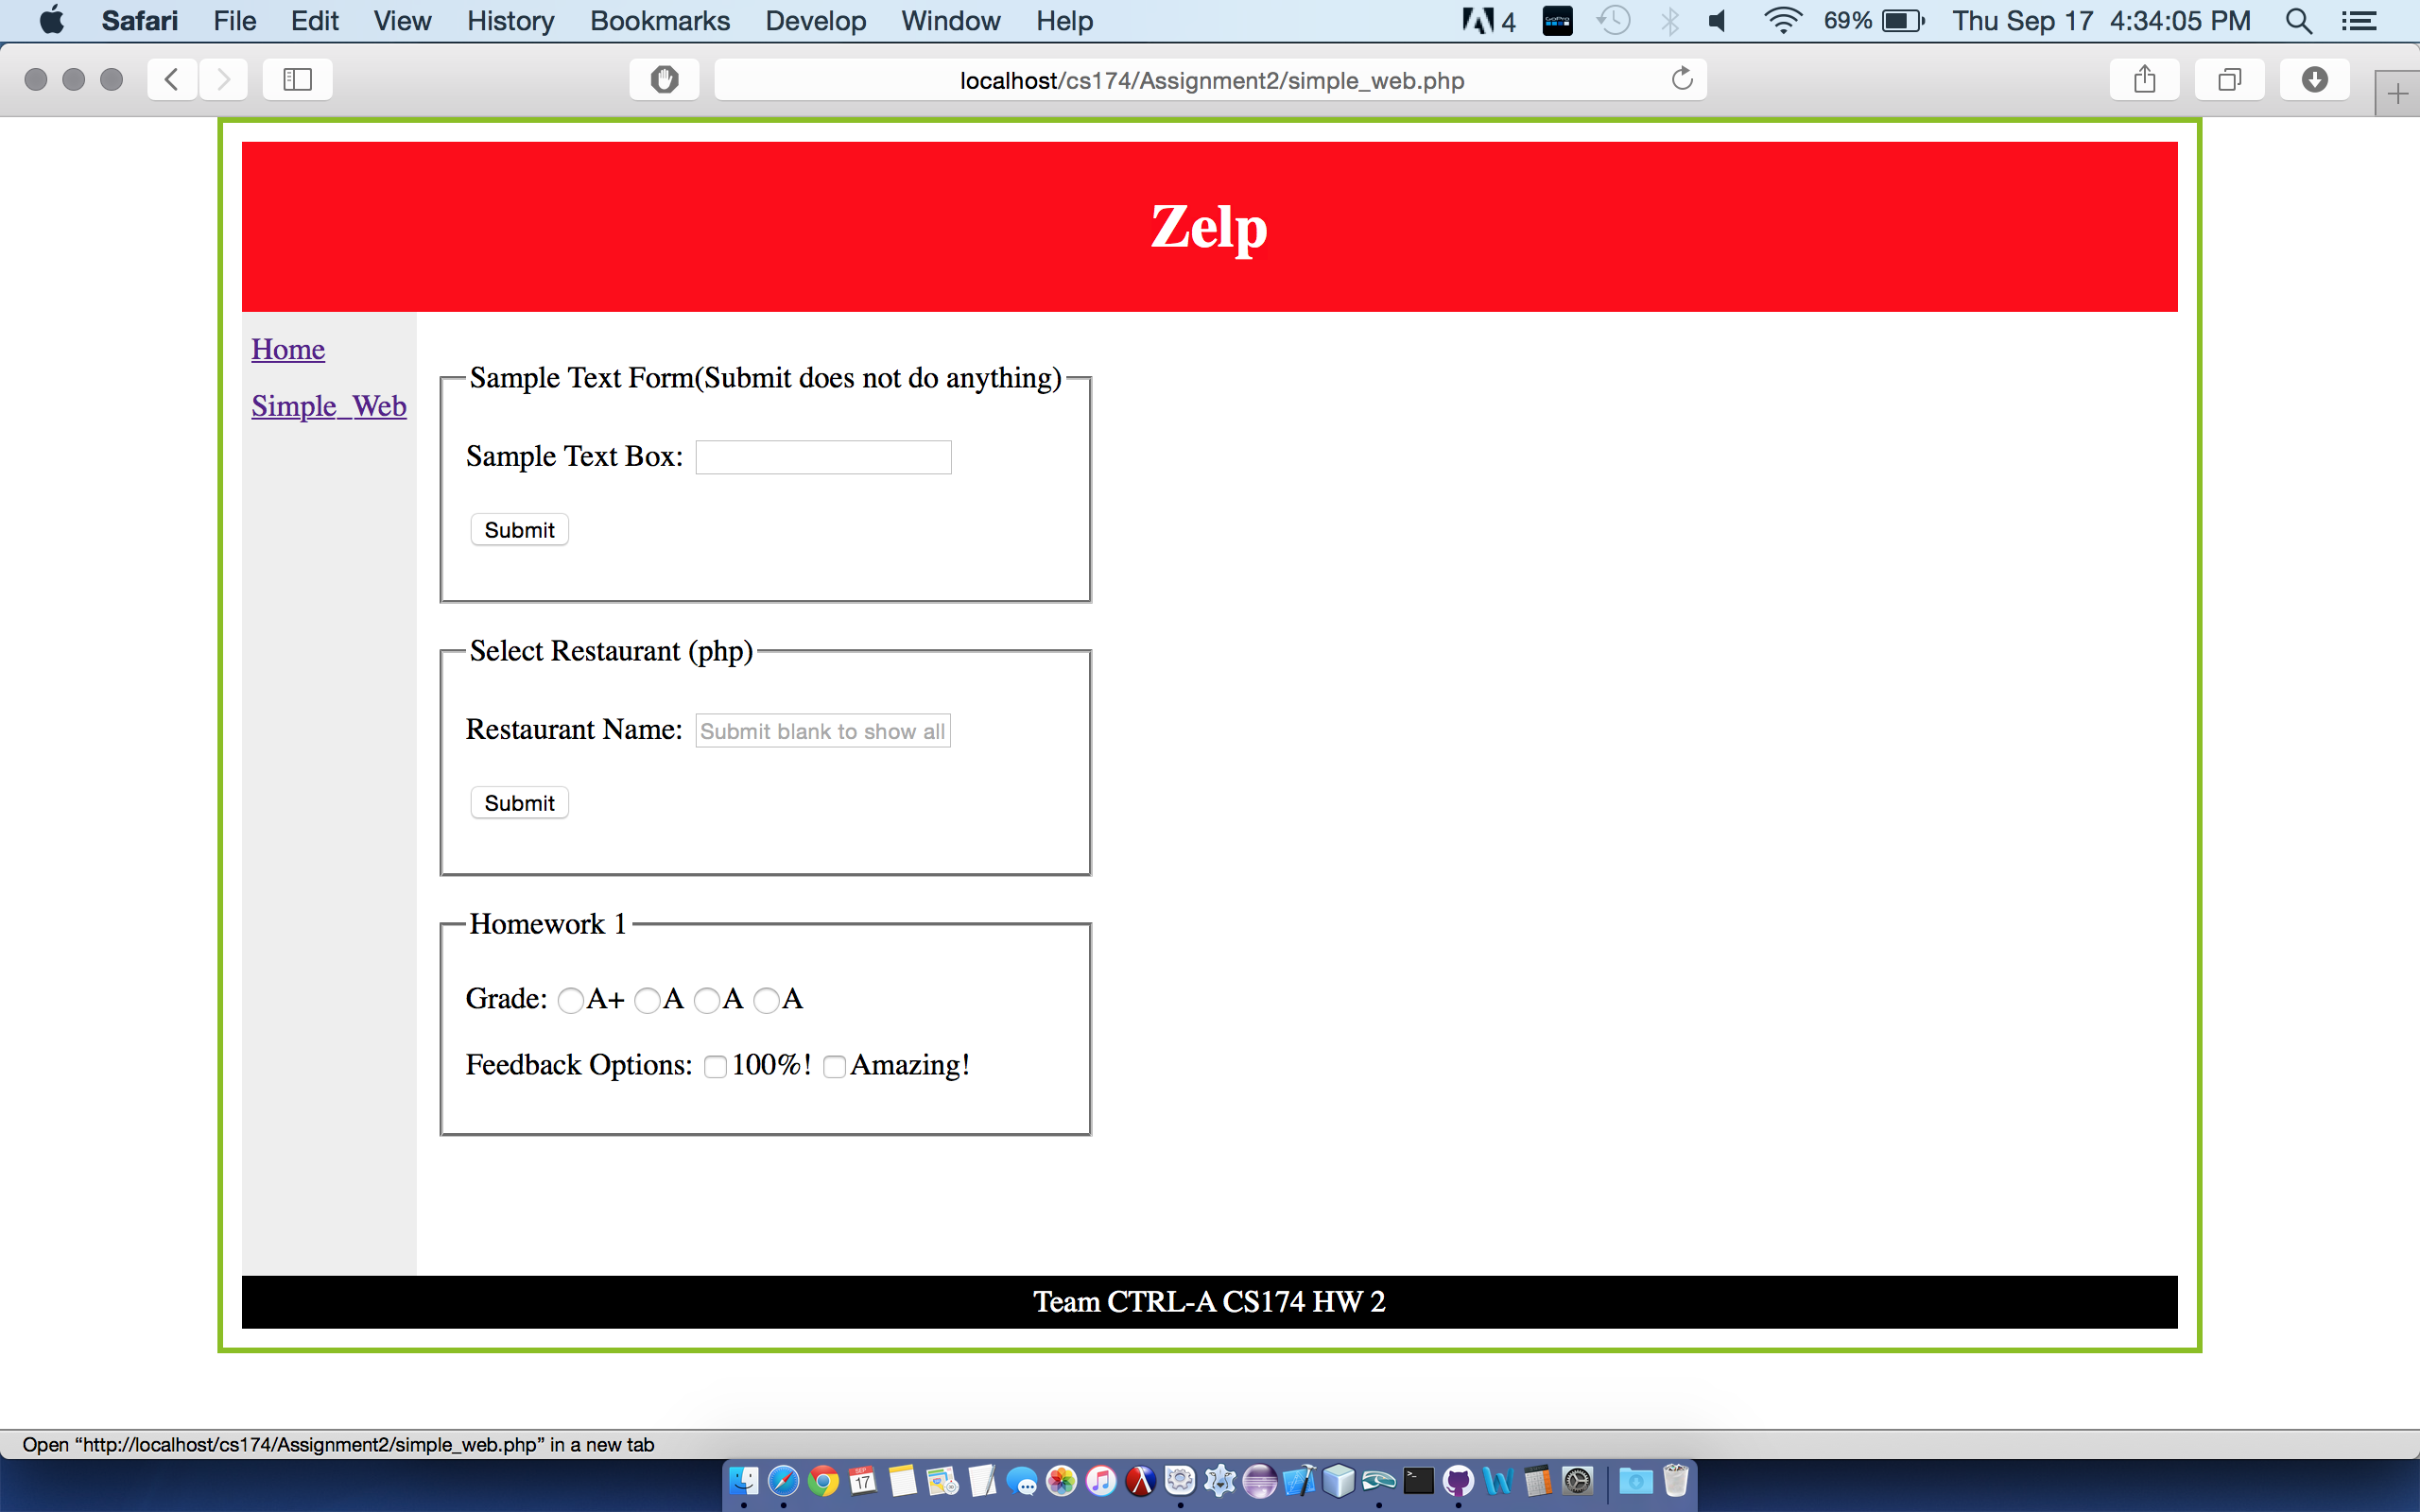 Safari File Edit View History Bookmarks Develop Window Help 4 GoPro 69% Thu Sep 17 4:34:05 PM
localhost/cs174/Assignment2/simple_web.php
Zelp
Home
Simple_Web
Sample Text Form(Submit does not do anything)
Sample Text Box:
Submit
Select Restaurant (php)
Restaurant Name: Submit blank to show all
Submit
Homework 1
Grade: A+ A A A
Feedback Options: 100%! Amazing!
Team CTRL-A CS174 HW 2
Open “http://localhost/cs174/Assignment2/simple_web.php” in a new tab
SEP
17